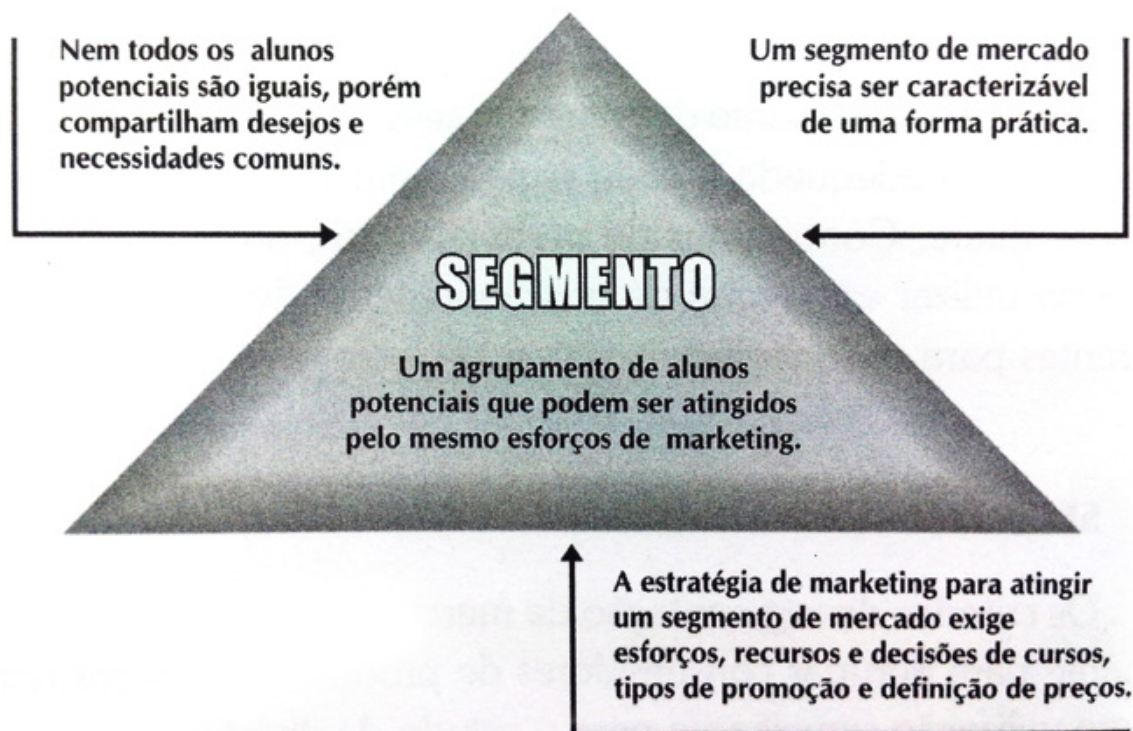 Nem todos os alunos
potenciais são iguais, porém
compartilham desejos e
necessidades comuns.
Um segmento de mercado
precisa ser caracterizável
de uma forma prática.
SEGMENTO
Um agrupamento de alunos
potenciais que podem ser atingidos
pelo mesmo esforços de marketing.
A estratégia de marketing para atingir
um segmento de mercado exige
esforços, recursos e decisões de cursos,
tipos de promoção e definição de preços.